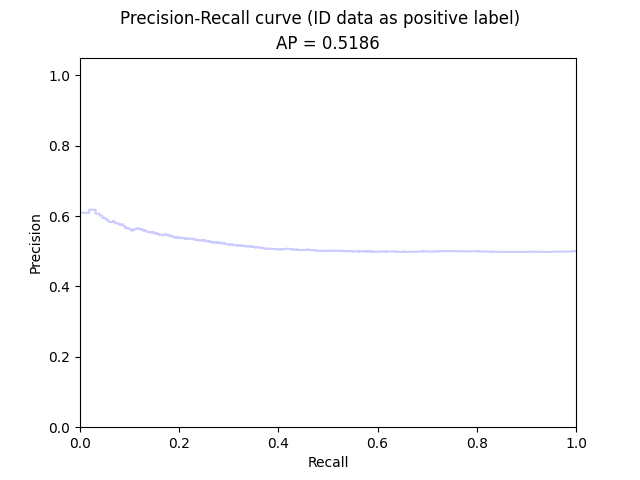 Precision-Recall curve (ID data as positive label)
AP = 0.5186
1.0
0.8
0.6
0.4
0.2
0.0
Precision
0.0 0.2 0.4 0.6 0.8 1.0
Recall